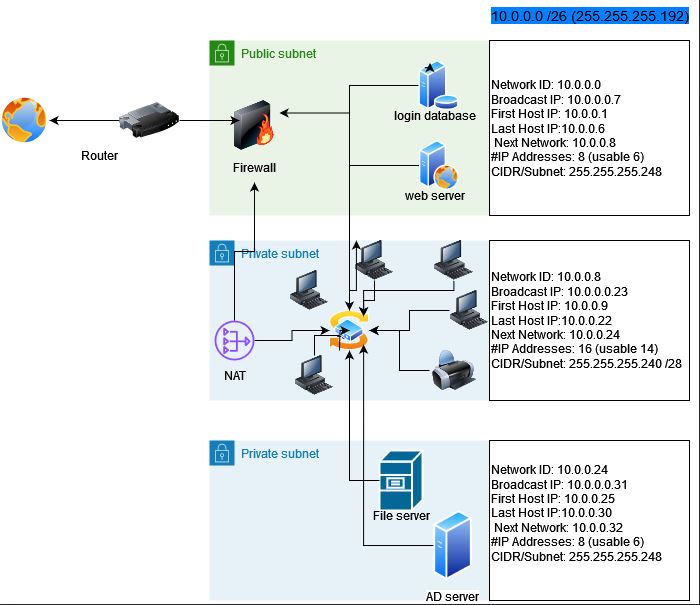 10.0.0.0 /26 (255.255.255.192)
Public subnet
login database
Router
Firewall
web server
Network ID: 10.0.0.0
Broadcast IP: 10.0.0.0.7
First Host IP: 10.0.0.1
Last Host IP:10.0.0.6
Next Network: 10.0.0.8
#IP Addresses: 8 (usable 6)
CIDR/Subnet: 255.255.255.248
Private subnet
NAT
Network ID: 10.0.0.8
Broadcast IP: 10.0.0.0.23
First Host IP: 10.0.0.9
Last Host IP:10.0.0.22
Next Network: 10.0.0.24
#IP Addresses: 16 (usable 14)
CIDR/Subnet: 255.255.255.240 /28
Private subnet
File server
AD server
Network ID: 10.0.0.24
Broadcast IP: 10.0.0.0.31
First Host IP: 10.0.0.25
Last Host IP:10.0.0.30
Next Network: 10.0.0.32
#IP Addresses: 8 (usable 6)
CIDR/Subnet: 255.255.255.248